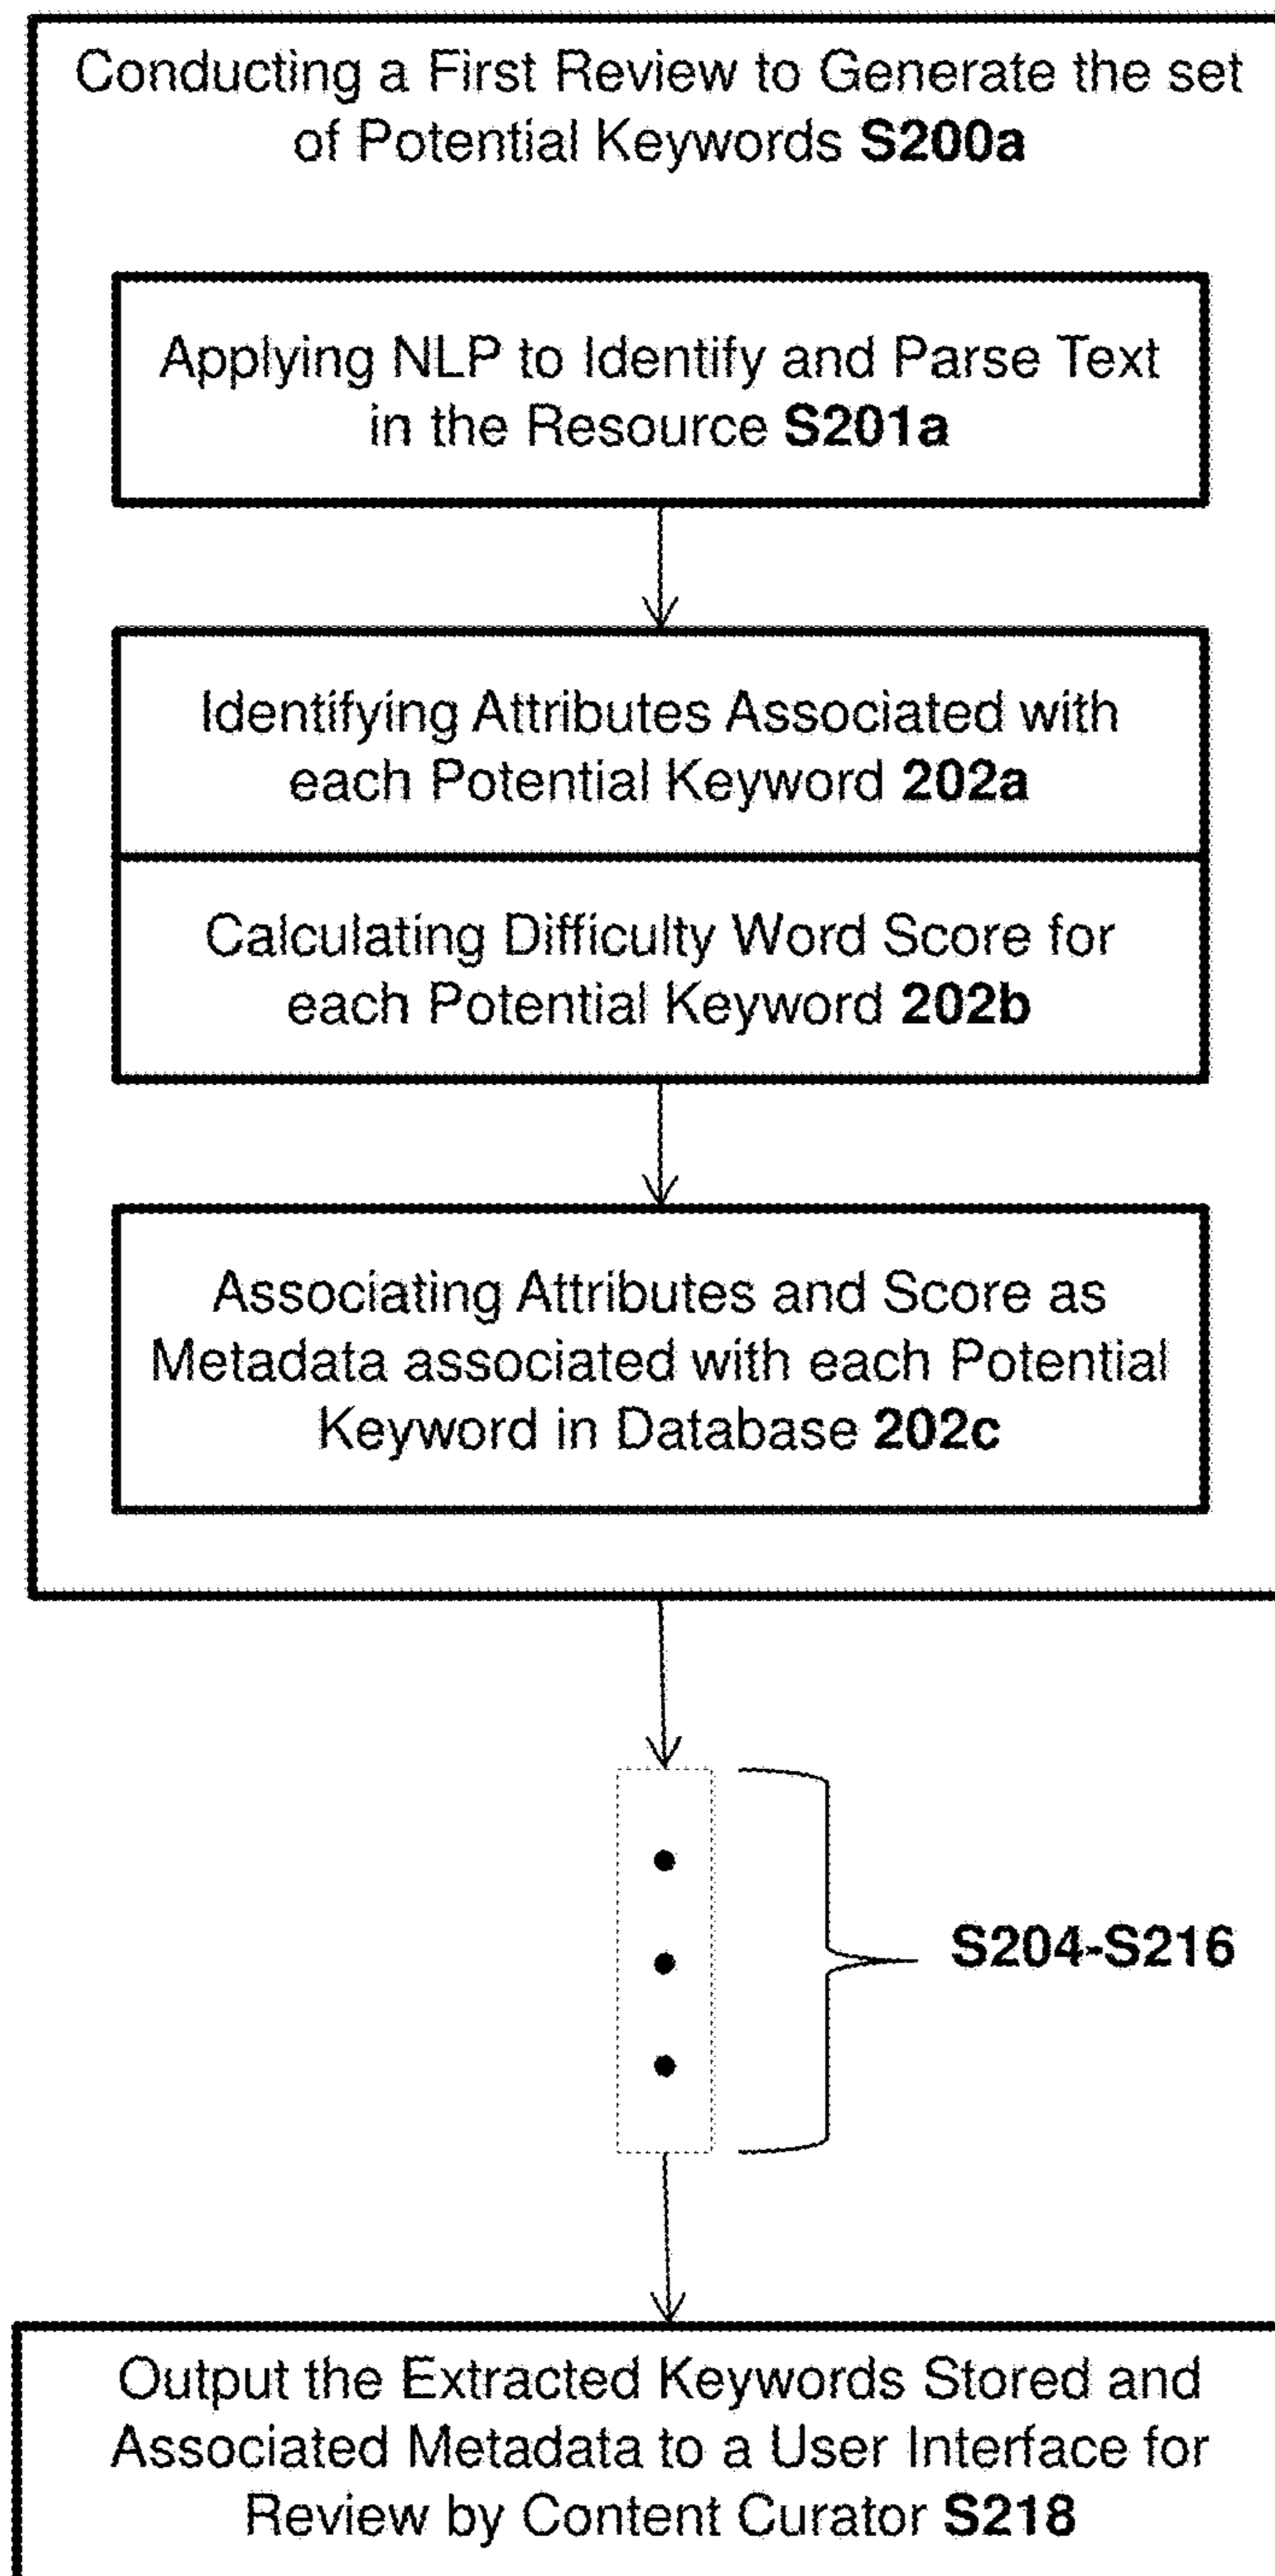 Conducting a First Review to Generate the set
of Potential Keywords S200a
Applying NLP to Identify and Parse Text
in the Resource S201a
Identifying Attributes Associated with
each Potential Keyword 202a
Calculating Difficulty Word Score for
each Potential Keyword 202b
Associating Attributes and Score as
Metadata associated with each Potential
Keyword in Database 202c
S204-S216
Output the Extracted Keywords Stored and
Associated Metadata to a User Interface for
Review by Content Curator S218